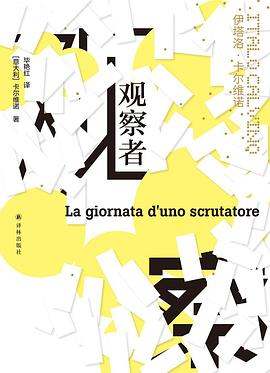 ITALO CALVINO
伊塔洛·卡尔维诺
毕艳红 译
[意大利] 卡尔维诺 著
观察者
La giornata d'uno scrutatore
译林出版社